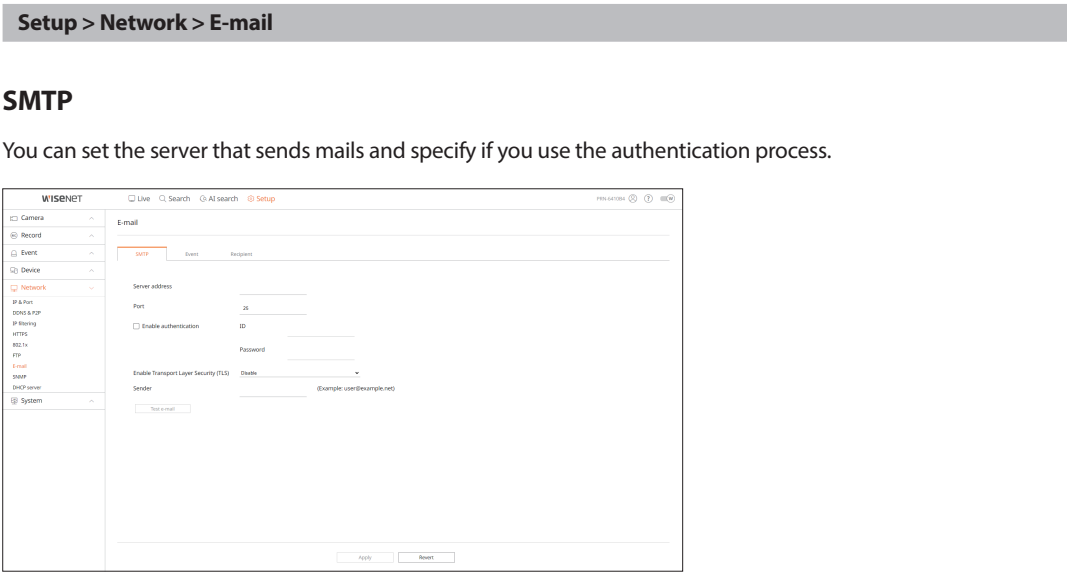 Setup > Network > E-mail
SMTP
You can set the server that sends mails and specify if you use the authentication process.
WISENET Live Search AI search Setup PRN-6410B4 ? W
Camera
E-mail
Record
Event
SMTP Event Recipient
Device
Network
Server address
IP & Port
Port 25
DDNS & P2P
IP filtering
Enable authentication ID
HTTPS
802.1x
Password
FTP
E-mail
Enable Transport Layer Security (TLS) Disable
SNMP
DHCP server
Sender (Example: user@example.net)
System
Test e-mail
Apply Revert